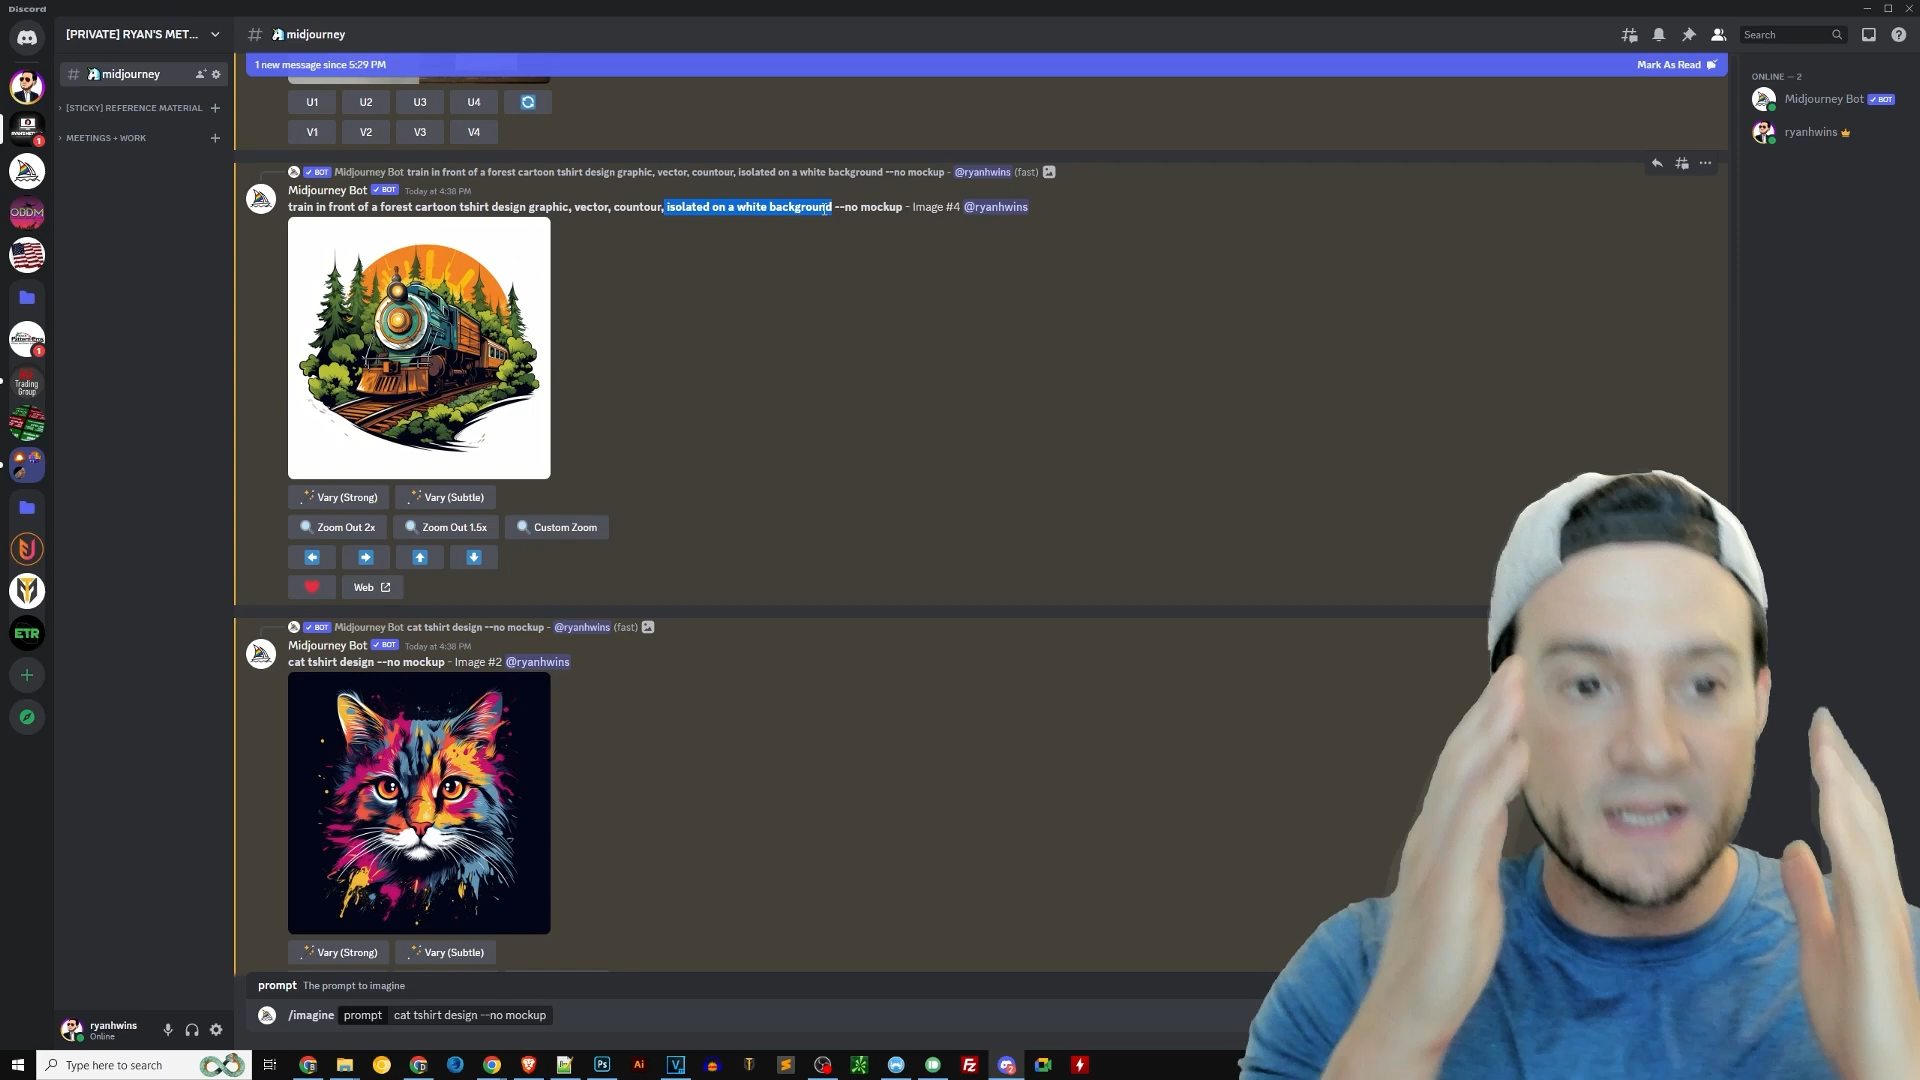 Discord
[PRIVATE] RYAN'S MET...
midjourney
Search
midjourney
[STICKY] REFERENCE MATERIAL
MEETINGS + WORK
1 new message since 5:29 PM
Mark As Read
U1 U2 U3 U4
V1 V2 V3 V4
BOT Midjourney Bot train in front of a forest cartoon tshirt design graphic, vector, countour, isolated on a white background --no mockup - @ryanhwins (fast)
Midjourney Bot BOT Today at 4:38 PM
train in front of a forest cartoon tshirt design graphic, vector, countour, isolated on a white background --no mockup - Image #4 @ryanhwins
Vary (Strong) Vary (Subtle)
Zoom Out 2x Zoom Out 1.5x Custom Zoom
Web
BOT Midjourney Bot cat tshirt design --no mockup - @ryanhwins (fast)
Midjourney Bot BOT Today at 4:38 PM
cat tshirt design --no mockup - Image #2 @ryanhwins
Vary (Strong) Vary (Subtle)
prompt The prompt to imagine
/imagine prompt cat tshirt design --no mockup
ONLINE — 2
Midjourney Bot BOT
ryanhwins
ODDM
1
1
Trading
Group
ETR
ryanhwins
Online
Type here to search
Ps
Ai
V
Fz